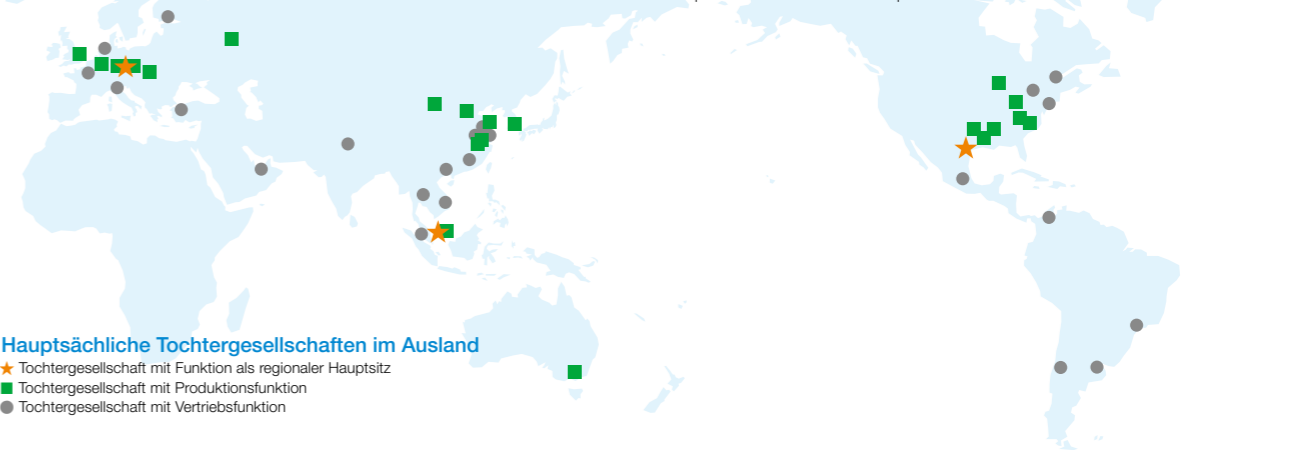 Hauptsächliche Tochtergesellschaften im Ausland
Tochtergesellschaft mit Funktion als regionaler Hauptsitz
Tochtergesellschaft mit Produktionsfunktion
Tochtergesellschaft mit Vertriebsfunktion